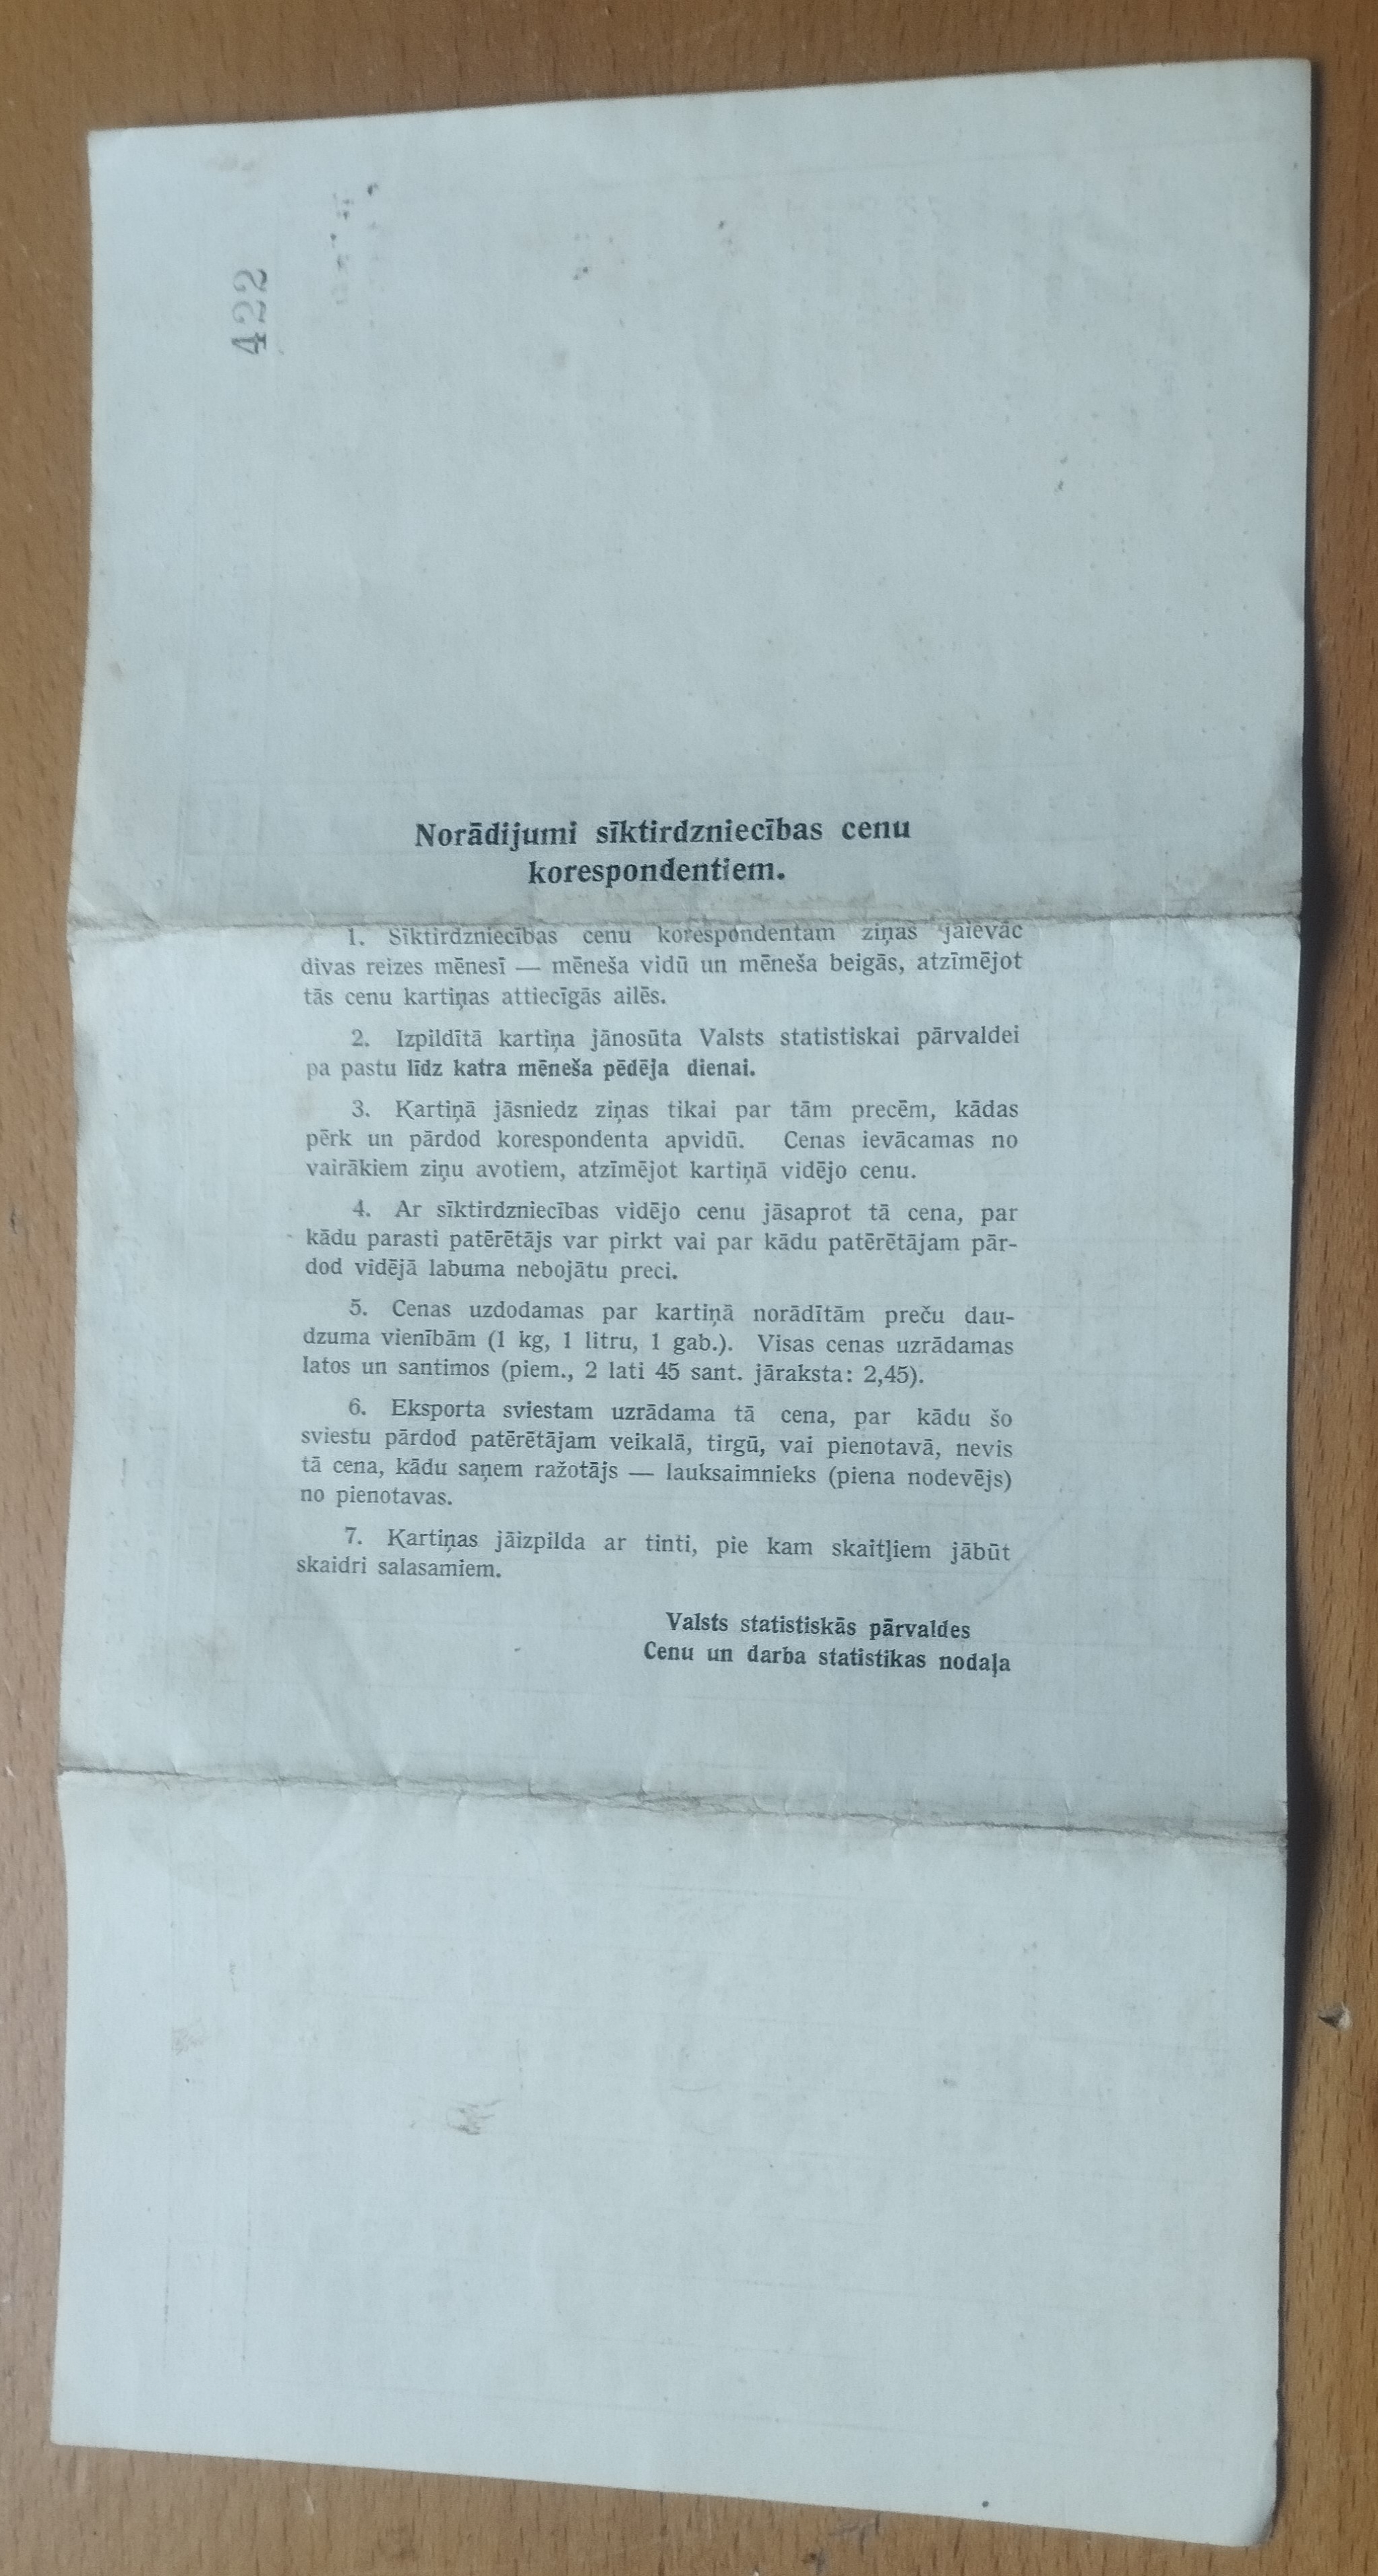 422
Norādijumi sīktirdzniecības cenu
korespondentiem.
1. Sīktirdzniecības cenu korespondentam ziņas jāievāc
divas reizes mēnesī — mēneša vidū un mēneša beigās, atzīmējot
tās cenu kartiņas attiecīgās ailēs.
2. Izpildītā kartiņa jānosūta Valsts statistiskai pārvaldei
pa pastu līdz katra mēneša pēdēja dienai.
3. Kartiņā jāsniedz ziņas tikai par tām precēm, kādas
pērk un pārdod korespondenta apvidū. Cenas ievācamas no
vairākiem ziņu avotiem, atzīmējot kartiņā vidējo cenu.
4. Ar sīktirdzniecības vidējo cenu jāsaprot tā cena, par
kādu parasti patērētājs var pirkt vai par kādu patērētājam pār-
dod vidējā labuma nebojātu preci.
5. Cenas uzdodamas par kartiņā norādītām preču dau-
dzuma vienībām (1 kg, 1 litru, 1 gab.). Visas cenas uzrādamas
latos un santimos (piem., 2 lati 45 sant. jāraksta: 2,45).
6. Eksporta sviestam uzrādama tā cena, par kādu šo
sviestu pārdod patērētājam veikalā, tirgū, vai pienotavā, nevis
tā cena, kādu saņem ražotājs — lauksaimnieks (piena nodevējs)
no pienotavas.
7. Kartiņas jāizpilda ar tinti, pie kam skaitļiem jābūt
skaidri salasamiem.
Valsts statistiskās pārvaldes
Cenu un darba statistikas nodaļa